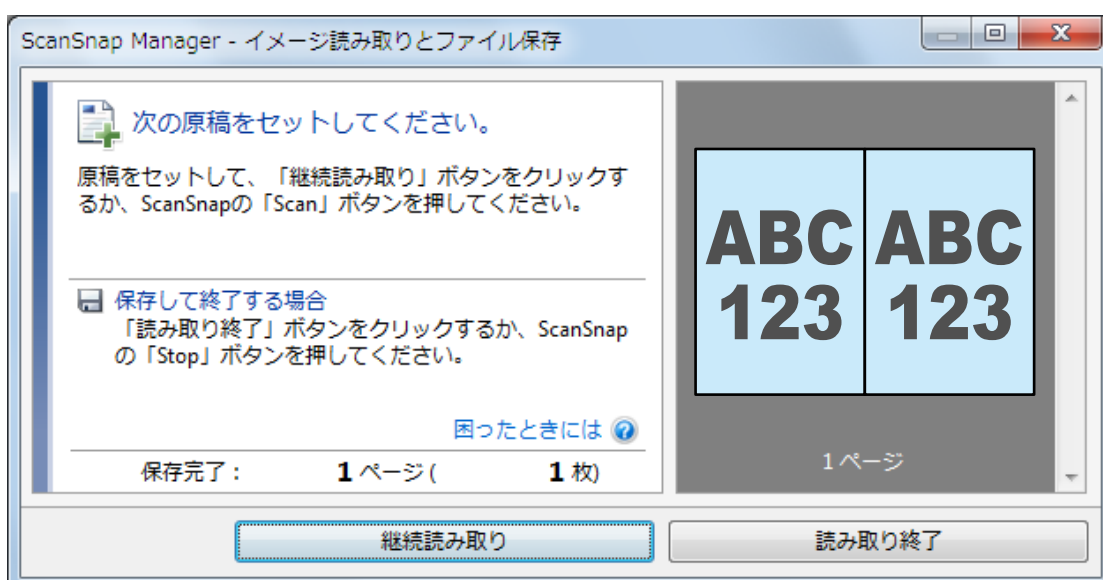 ScanSnap Manager - イメージ読み取りとファイル保存
次の原稿をセットしてください。
原稿をセットして、「継続読み取り」ボタンをクリックす
るか、ScanSnapの「Scan」ボタンを押してください。
保存して終了する場合
「読み取り終了」ボタンをクリックするか、ScanSnap
の「Stop」ボタンを押してください。
困ったときには
保存完了： 1 ページ ( 1 枚)
ABC ABC
123 123
1 ページ
継続読み取り
読み取り終了